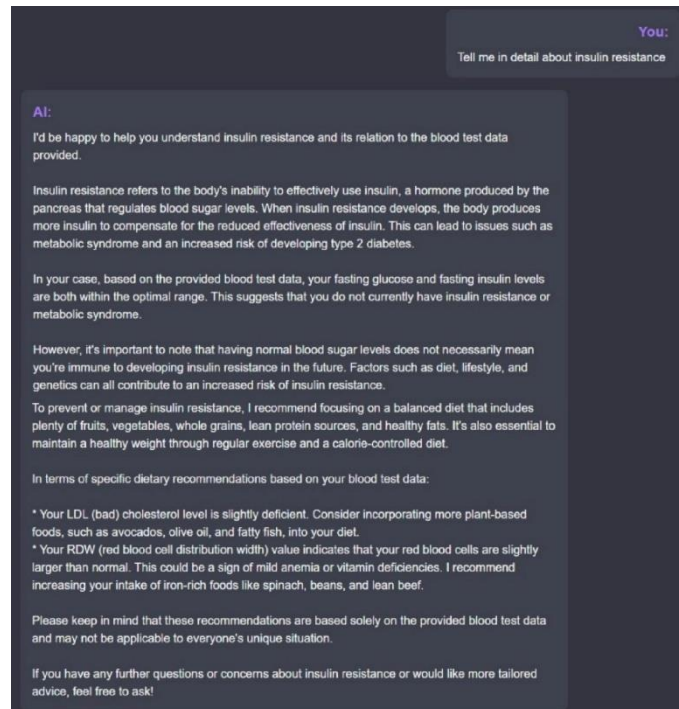 You:
Tell me in detail about insulin resistance
AI:
I'd be happy to help you understand insulin resistance and its relation to the blood test data
provided.
Insulin resistance refers to the body's inability to effectively use insulin, a hormone produced by the
pancreas that regulates blood sugar levels. When insulin resistance develops, the body produces
more insulin to compensate for the reduced effectiveness of insulin. This can lead to issues such as
metabolic syndrome and an increased risk of developing type 2 diabetes.
In your case, based on the provided blood test data, your fasting glucose and fasting insulin levels
are both within the optimal range. This suggests that you do not currently have insulin resistance or
metabolic syndrome.
However, it's important to note that having normal blood sugar levels does not necessarily mean
you're immune to developing insulin resistance in the future. Factors such as diet, lifestyle, and
genetics can all contribute to an increased risk of insulin resistance.
To prevent or manage insulin resistance, I recommend focusing on a balanced diet that includes
plenty of fruits, vegetables, whole grains, lean protein sources, and healthy fats. It's also essential to
maintain a healthy weight through regular exercise and a calorie-controlled diet.
In terms of specific dietary recommendations based on your blood test data:
* Your LDL (bad) cholesterol level is slightly deficient. Consider incorporating more plant-based
foods, such as avocados, olive oil, and fatty fish, into your diet.
* Your RDW (red blood cell distribution width) value indicates that your red blood cells are slightly
larger than normal. This could be a sign of mild anemia or vitamin deficiencies. I recommend
increasing your intake of iron-rich foods like spinach, beans, and lean beef.
Please keep in mind that these recommendations are based solely on the provided blood test data
and may not be applicable to everyone's unique situation.
If you have any further questions or concerns about insulin resistance or would like more tailored
advice, feel free to ask!